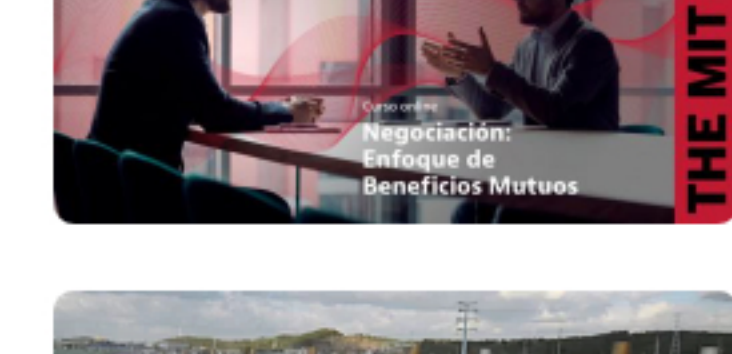 Curso online
Negociación:
Enfoque de
Beneficios Mutuos
THE MIT